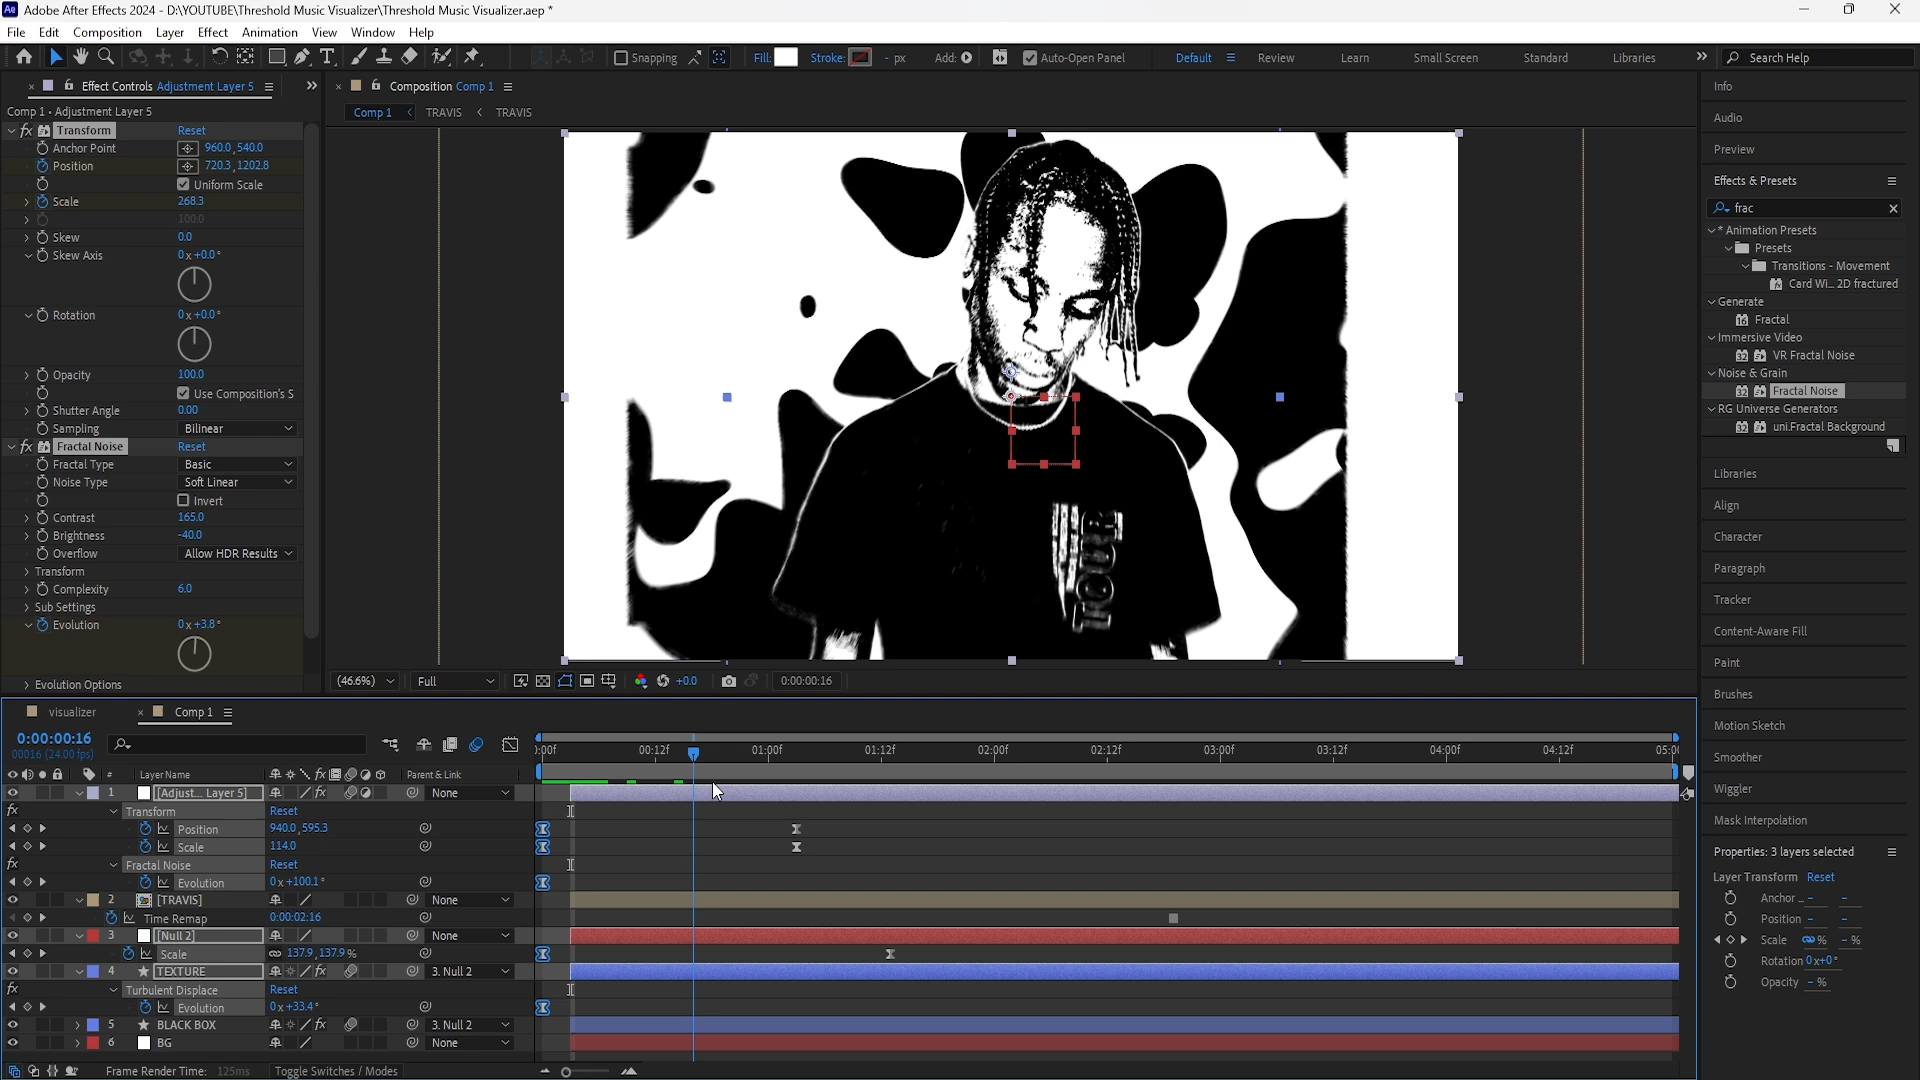 Adobe After Effects 2024 - D:\YOUTUBE\Threshold Music Visualizer\Threshold Music Visualizer.aep *
File Edit Composition Layer Effect Animation View Window Help
Snapping Fill: Stroke: - px Add: Auto-Open Panel Default Review Learn Small Screen Standard Libraries Search Help
Effect Controls Adjustment Layer 5
Comp 1 • Adjustment Layer 5
Transform Reset
Anchor Point 960.0, 540.0
Position 720.3, 1202.8
Uniform Scale
Scale 268.3
100.0
Skew 0.0
Skew Axis 0x+0.0°
Rotation 0x+0.0°
Opacity 100.0
Use Composition's S
Shutter Angle 0.00
Sampling Bilinear
Fractal Noise Reset
Fractal Type Basic
Noise Type Soft Linear
Invert
Contrast 165.0
Brightness -40.0
Overflow Allow HDR Results
Transform
Complexity 6.0
Sub Settings
Evolution 0x+3.8°
Evolution Options
Composition Comp 1
Comp 1 TRAVIS TRAVIS
TOUR
(46.6%) Full +0.0 0:00:00:16
Info
Audio
Preview
Effects & Presets
frac
* Animation Presets
Presets
Transitions - Movement
Card Wi... 2D fractured
Generate
Fractal
Immersive Video
VR Fractal Noise
Noise & Grain
Fractal Noise
RG Universe Generators
uni.Fractal Background
Libraries
Align
Character
Paragraph
Tracker
Content-Aware Fill
Paint
Brushes
Motion Sketch
Smoother
Wiggler
Mask Interpolation
Properties: 3 layers selected
Layer Transform Reset
Anchor ... - -
Position - -
Scale % - %
Rotation 0x+0°
Opacity - %
visualizer Comp 1
0:00:00:16
00016 (24.00 fps)
:00f 00:12f 01:00f 01:12f 02:00f 02:12f 03:00f 03:12f 04:00f 04:12f 05:00
# Layer Name Parent & Link
1 [Adjust... Layer 5] None
Transform Reset
Position 940.0, 595.3
Scale 114.0
Fractal Noise Reset
Evolution 0x+100.1°
2 [TRAVIS] None
Time Remap 0:00:02:16
3 [Null 2] None
Scale 137.9, 137.9%
4 TEXTURE 3. Null 2
Turbulent Displace Reset
Evolution 0x+33.4°
5 BLACK BOX 3. Null 2
6 BG None
Frame Render Time: 125ms Toggle Switches / Modes